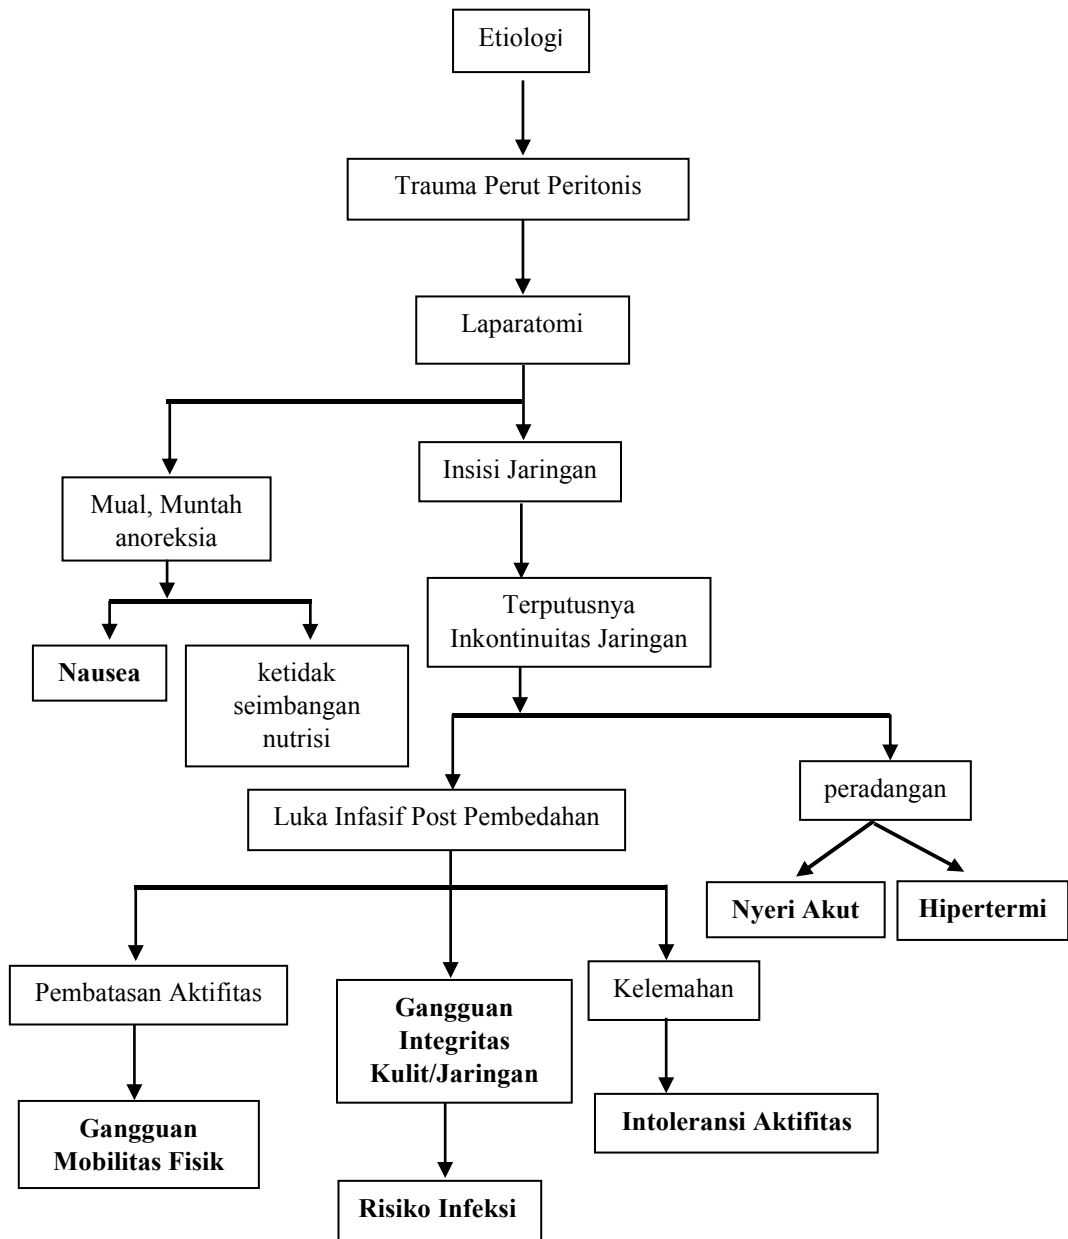 Etiologi
Trauma Perut Peritonis
Laparatomi
Insisi Jaringan
Mual, Muntah
anoreksia
Terputusnya
Inkontinuitas Jaringan
Nausea
ketidak
seimbangan
nutrisi
peradangan
Luka Infasif Post Pembedahan
Nyeri Akut
Hipertermi
Pembatasan Aktifitas
Gangguan
Integritas
Kulit/Jaringan
Kelemahan
Gangguan
Mobilitas Fisik
Intoleransi Aktifitas
Risiko Infeksi